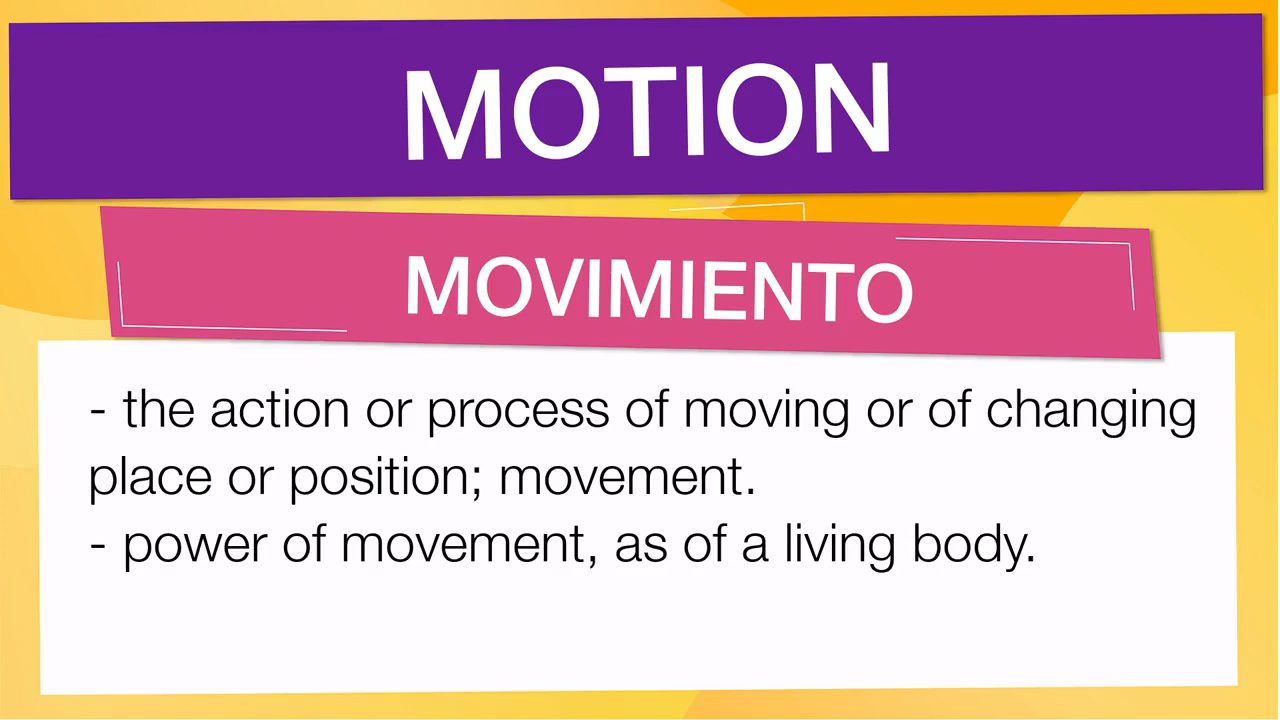 MOTION
MOVIMIENTO
- the action or process of moving or of changing
place or position; movement.
- power of movement, as of a living body.